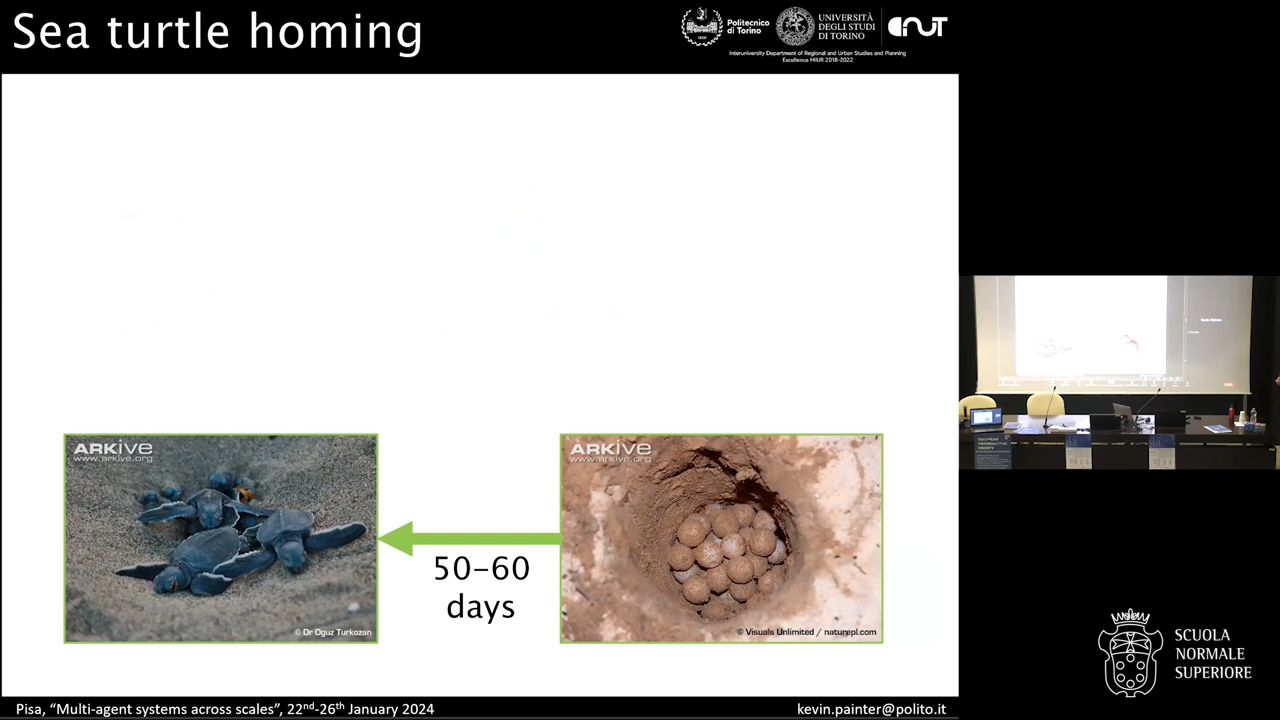 Sea turtle homing
Politecnico
di Torino
UNIVERSITÀ
DEGLI STUDI
DI TORINO
Interuniversity Department of Regional and Urban Studies and Planning
Excellence MIUR 2018-2022
ARKive
www.arkive.org
© Dr Oguz Turkozan
50-60
days
ARKive
www.arkive.org
© Visuals Unlimited / naturepl.com
SCUOLA
NORMALE
SUPERIORE
Pisa, “Multi-agent systems across scales”, 22nd-26th January 2024
kevin.painter@polito.it